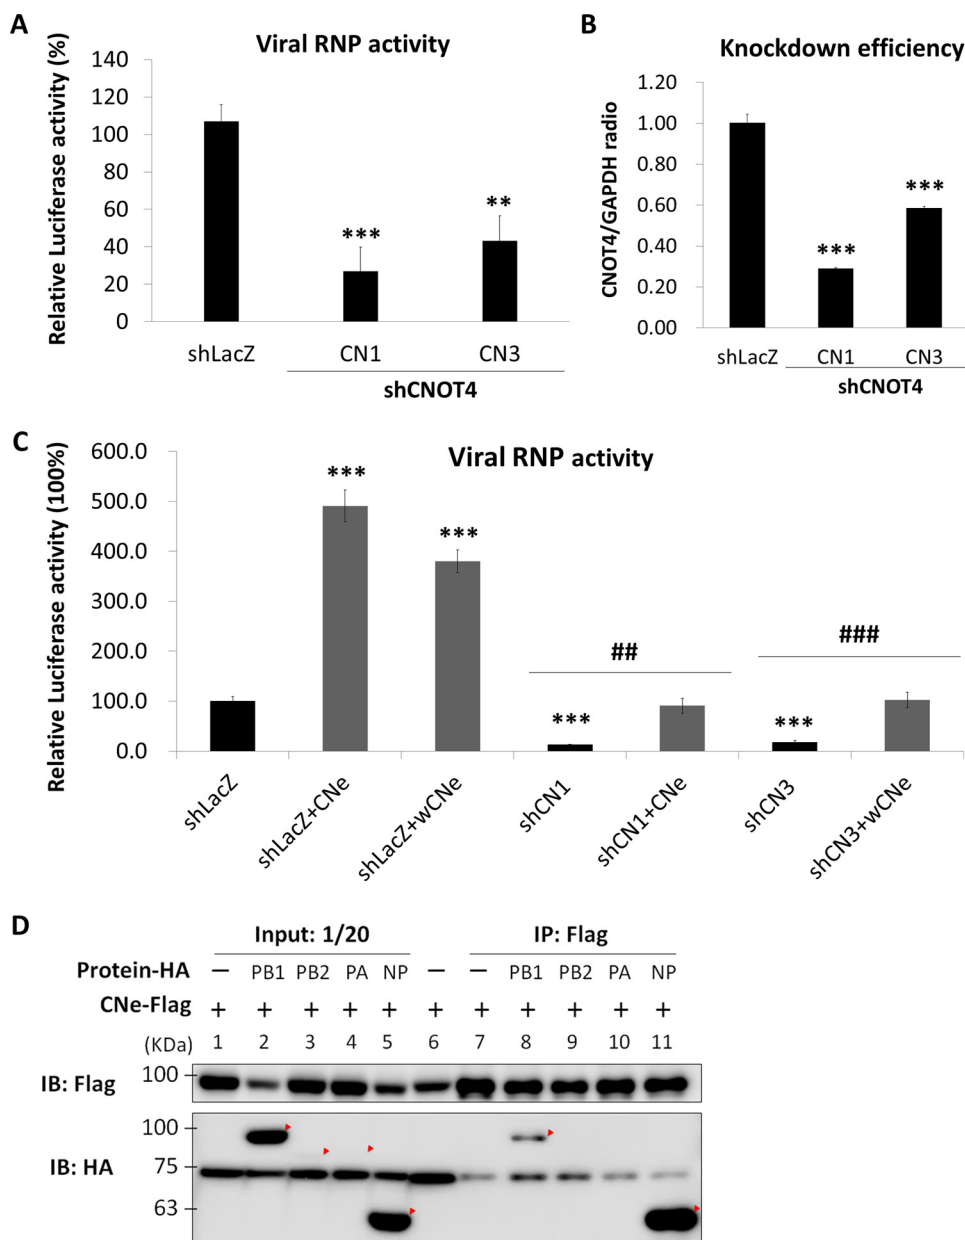 A
Viral RNP activity
Relative Luciferase activity (%)
140
120
100
80
60
40
20
0
***
**
shLacZ
CN1
CN3
shCNOT4
B
Knockdown efficiency
CNOT4/GAPDH radio
1.20
1.00
0.80
0.60
0.40
0.20
0.00
***
***
shLacZ
CN1
CN3
shCNOT4
C
Viral RNP activity
Relative Luciferase activity (100%)
600.0
500.0
400.0
300.0
200.0
100.0
0.0
***
***
***
##
***
###
shLacZ
shLacZ+CNe
shLacZ+wCNe
shCN1
shCN1+CNe
shCN3
shCN3+wCNe
D
Input: 1/20 IP: Flag
Protein-HA – PB1 PB2 PA NP – – PB1 PB2 PA NP
CNe-Flag + + + + + + + + + + +
(KDa) 1 2 3 4 5 6 7 8 9 10 11
IB: Flag 100
100
IB: HA 75
63